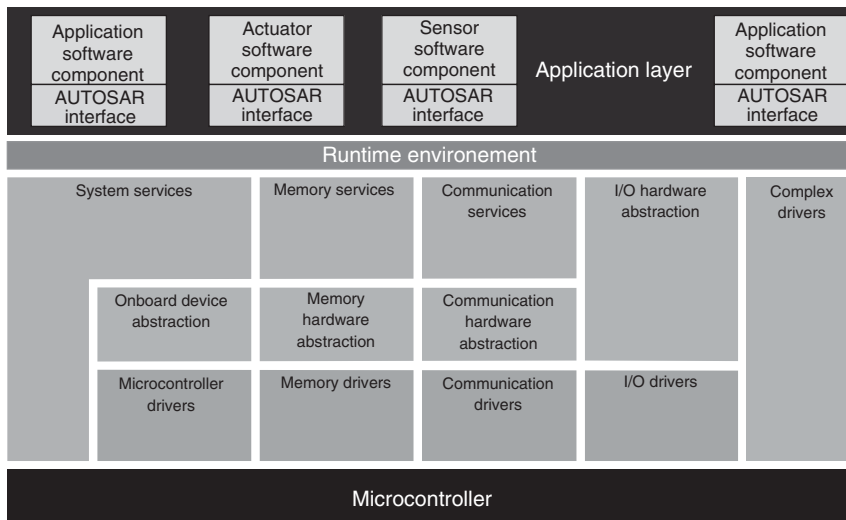 Application
software
component
AUTOSAR
interface
Actuator
software
component
AUTOSAR
interface
Sensor
software
component
AUTOSAR
interface
Application layer
Application
software
component
AUTOSAR
interface
Runtime environement
System services
Memory services
Communication
services
I/O hardware
abstraction
Complex
drivers
Onboard device
abstraction
Memory
hardware
abstraction
Communication
hardware
abstraction
Microcontroller
drivers
Memory drivers
Communication
drivers
I/O drivers
Microcontroller